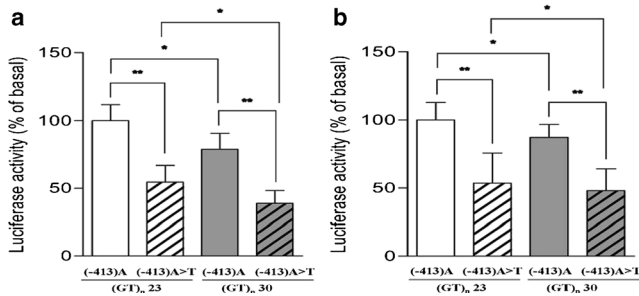 a
b
*
*
*
*
**
**
**
**
Luciferase activity (% of basal)
150
100
50
0
(-413)A (-413)A>T (-413)A (-413)A>T
(GT)n 23 (GT)n 30
Luciferase activity (% of basal)
150
100
50
0
(-413)A (-413)A>T (-413)A (-413)A>T
(GT)n 23 (GT)n 30